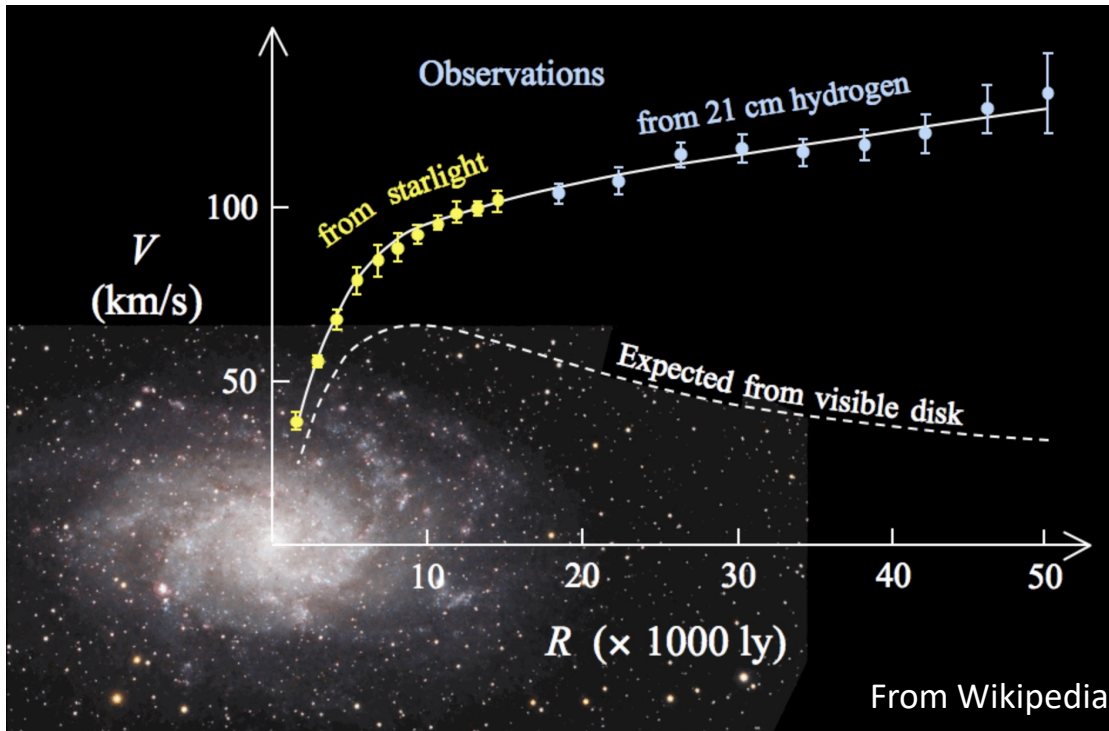 Observations
from 21 cm hydrogen
from starlight
100
V
(km/s)
50
Expected from visible disk
10
20
30
40
50
R (× 1000 ly)
From Wikipedia